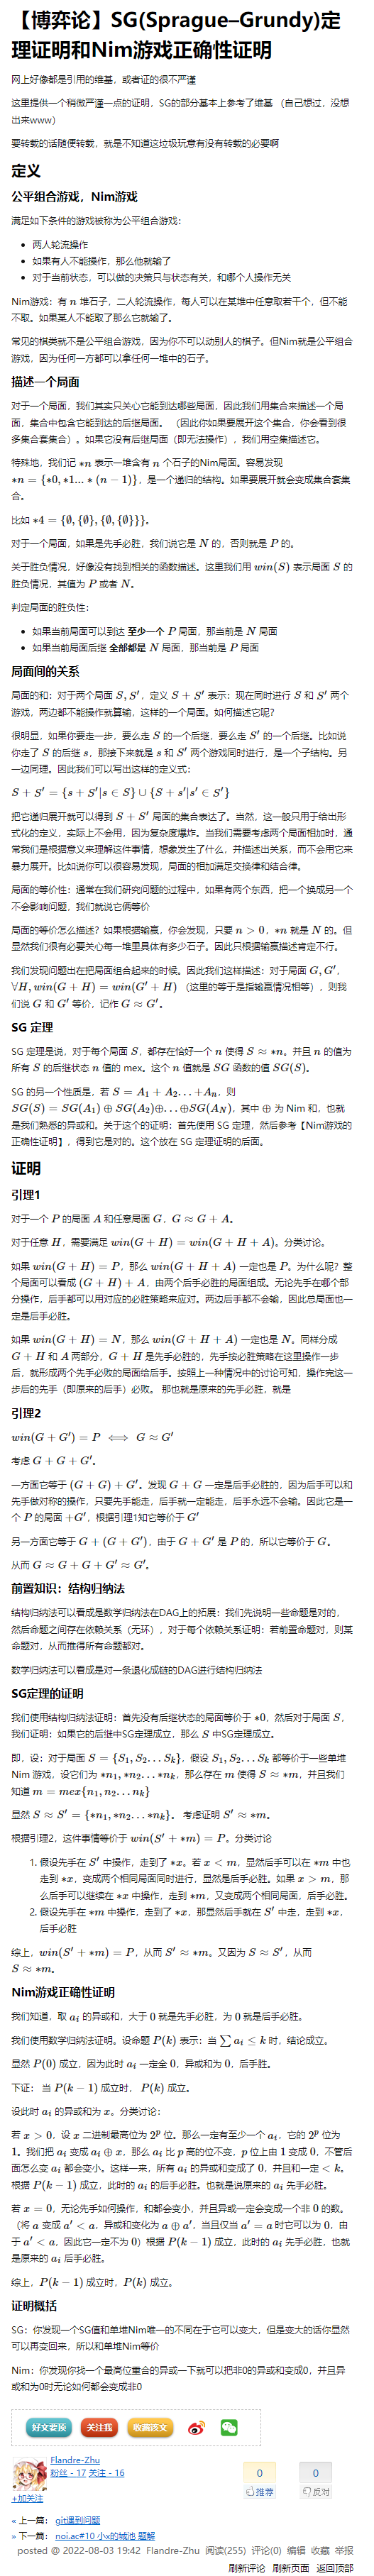 【博弈论】SG(Sprague–Grundy)定
理证明和Nim游戏正确性证明
网上好像都是引用的维基，或者证的很不严谨
这里提供一个稍微严谨一点的证明，SG的部分基本上参考了维基 （自己想过，没想
出来www）
要转载的话随便转载，就是不知道这垃圾玩意有没有转载的必要啊
定义
公平组合游戏，Nim游戏
满足如下条件的游戏被称为公平组合游戏：
• 两人轮流操作
• 如果有人不能操作，那么他就输了
• 对于当前状态，可以做的决策只与状态有关，和哪个人操作无关
Nim游戏：有 n 堆石子，二人轮流操作，每人可以在某堆中任意取若干个，但不能
不取。如果某人不能取了那么它就输了。
常见的棋类就不是公平组合游戏，因为你不可以动别人的棋子。但Nim就是公平组合
游戏，因为任何一方都可以拿任何一堆中的石子。
描述一个局面
对于一个局面，我们其实只关心它能到达哪些局面，因此我们用集合来描述一个局
面，集合中包含它能到达的后继局面。 （因此你如果要展开这个集合，你会看到很
多集合套集合）。如果它没有后继局面（即无法操作），我们用空集描述它。
特殊地，我们记 *n 表示一堆含有 n 个石子的Nim局面。容易发现
*n = {*0, *1... * (n − 1)}，是一个递归的结构。如果要展开就会变成集合套集
合。
比如 *4 = {∅, {∅}, {∅, {∅}}}。
对于一个局面，如果是先手必胜，我们说它是 N 的，否则就是 P 的。
关于胜负情况，好像没有找到相关的函数描述。这里我们用 win(S) 表示局面 S 的
胜负情况，其值为 P 或者 N。
判定局面的胜负性：
• 如果当前局面可以到达 至少一个 P 局面，那当前是 N 局面
• 如果当前局面后继 全部都是 N 局面，那当前是 P 局面
局面间的关系
局面的和：对于两个局面 S, S′，定义 S + S′ 表示：现在同时进行 S 和 S′ 两个
游戏，两边都不能操作就算输，这样的一个局面。如何描述它呢？
很明显，如果你要走一步，要么走 S 的一个后继，要么走 S′ 的一个后继。比如说
你走了 S 的后继 s，那接下来就是 s 和 S′ 两个游戏同时进行，是一个子结构。另
一边同理。因此我们可以写出这样的定义式：
S + S′ = {s + S′|s ∈ S} ∪ {S + s′|s′ ∈ S′}
把它递归展开就可以得到 S + S′ 局面的集合表达了。当然，这一般只用于给出形
式化的定义，实际上不会用，因为复杂度爆炸。当我们需要考虑两个局面相加时，通
常我们是根据意义来理解这件事情，想象发生了什么，并描述出关系，而不会用它来
暴力展开。比如说你可以很容易发现，局面的相加满足交换律和结合律。
局面的等价性：通常在我们研究问题的过程中，如果有两个东西，把一个换成另一个
不会影响问题，我们就说它俩等价
局面的等价怎么描述？如果根据输赢，你会发现，只要 n > 0，*n 就是 N 的。但
显然我们很有必要关心每一堆里具体有多少石子。因此只根据输赢描述肯定不行。
我们发现问题出在把局面组合起来的时候。因此我们这样描述：对于局面 G, G′，
∀H, win(G + H) = win(G′ + H) （这里的等于是指输赢情况相等），则我们
说 G 和 G′ 等价，记作 G ≈ G′。
SG 定理
SG 定理是说，对于每个局面 S，都存在恰好一个 n 使得 S ≈ *n。并且 n 的值为
所有 S 的后继状态 n 值的 mex。这个 n 值就是 SG 函数的值 SG(S)。
SG 的另一个性质是，若 S = A1 + A2... + An，则
SG(S) = SG(A1) ⊕ SG(A2)⊕...⊕SG(AN)，其中 ⊕ 为 Nim 和，也就
是我们熟悉的异或和。关于这个的证明：首先使用 SG 定理，然后参考【Nim游戏的
正确性证明】，得到它是对的。这个放在 SG 定理证明的后面。
证明
引理1
对于一个 P 的局面 A 和任意局面 G，G ≈ G + A。
对于任意 H，需要满足 win(G + H) = win(G + H + A)。分类讨论。
如果 win(G + H) = P，那么 win(G + H + A) 一定也是 P。为什么呢？整
个局面可以看成 (G + H) + A，由两个后手必胜的局面组成。无论先手在哪个部
分操作，后手都可以用对应的必胜策略来应对。两边后手都不会输，因此总局面也一
定是后手必胜。
如果 win(G + H) = N，那么 win(G + H + A) 一定也是 N。同样分成
G + H 和 A 两部分，G + H 是先手必胜的，先手按必胜策略在这里操作一步
后，就形成两个先手必败的局面给后手。按照上一种情况中的讨论可知，操作完这一
步后的先手（即原来的后手）必败。 那也就是原来的先手必胜，就是
引理2
win(G + G′) = P ⟺ G ≈ G′
考虑 G + G + G′。
一方面它等于 (G + G) + G′。发现 G + G 一定是后手必胜的，因为后手可以和
先手做对称的操作，只要先手能走，后手就一定能走，后手永远不会输。因此它是一
个 P 的局面 +G′，根据引理1知它等价于 G′
另一方面它等于 G + (G + G′)，由于 G + G′ 是 P 的，所以它等价于 G。
从而 G ≈ G + G + G′ ≈ G′。
前置知识：结构归纳法
结构归纳法可以看成是数学归纳法在DAG上的拓展：我们先说明一些命题是对的，
然后命题之间存在依赖关系（无环），对于每个依赖关系证明：若前置命题对，则某
命题对，从而推得所有命题都对。
数学归纳法可以看成是对一条退化成链的DAG进行结构归纳法
SG定理的证明
我们使用结构归纳法证明：首先没有后继状态的局面等价于 *0，然后对于局面 S，
我们证明：如果它的后继中SG定理成立，那么 S 中SG定理成立。
即，设：对于局面 S = {S1, S2...Sk}，假设 S1, S2...Sk 都等价于一些单堆
Nim 游戏，设它们为 *n1, *n2... *nk，那么存在 m 使得 S ≈ *m，并且我们
知道 m = mex{n1, n2...nk}
显然 S ≈ S′ = {*n1, *n2... *nk}。 考虑证明 S′ ≈ *m。
根据引理2，这件事情等价于 win(S′ + *m) = P。分类讨论
1. 假设先手在 S′ 中操作，走到了 *x。若 x < m，显然后手可以在 *m 中也
走到 *x，变成两个相同局面同时进行，显然是后手必胜。如果 x > m，那
么后手可以继续在 *x 中操作，走到 *m，又变成两个相同局面，后手必胜。
2. 假设先手在 *m 中操作，走到了 *x，那显然后手就在 S′ 中走，走到 *x，
后手必胜
综上，win(S′ + *m) = P，从而 S′ ≈ *m。又因为 S ≈ S′，从而
S ≈ *m。
Nim游戏正确性证明
我们知道，取 ai 的异或和，大于 0 就是先手必胜，为 0 就是后手必胜。
我们使用数学归纳法证明。设命题 P(k) 表示：当 ∑ ai ≤ k 时，结论成立。
显然 P(0) 成立，因为此时 ai 一定全 0，异或和为 0，后手胜。
下证： 当 P(k − 1) 成立时， P(k) 成立。
设此时 ai 的异或和为 x。分类讨论：
若 x > 0，设 x 二进制最高位为 2p 位。那么一定有至少一个 ai，它的 2p 位为
1。我们把 ai 变成 ai ⊕ x，那么 ai 比 p 高的位不变，p 位上由 1 变成 0，不管后
面怎么变 ai 都会变小。这样一来，所有 ai 的异或和变成了 0，并且和一定 < k。
根据 P(k − 1) 成立，此时的 ai 的后手必胜。也就是说原来的 ai 先手必胜。
若 x = 0，无论先手如何操作，和都会变小，并且异或一定会变成一个非 0 的数。
（将 a 变成 a′ < a，异或和变化为 a ⊕ a′，当且仅当 a′ = a 时它可以为 0，由
于 a′ < a，因此它一定不为 0）根据 P(k − 1) 成立，此时的 ai 先手必胜，也就
是原来的 ai 后手必胜。
综上，P(k − 1) 成立时，P(k) 成立。
证明概括
SG：你发现一个SG值和单堆Nim唯一的不同在于它可以变大，但是变大的话你显然
可以再变回来，所以和单堆Nim等价
Nim：你发现你找一个最高位重合的异或一下就可以把非0的异或和变成0，并且异
或和为0时无论如何都会变成非0
好文要顶 关注我 收藏该文
Flandre-Zhu
粉丝 - 17 关注 - 16
+加关注
0 0
推荐 反对
« 上一篇： git遇到问题
» 下一篇： noi.ac#10 小x的城池 题解
posted @ 2022-08-03 19:42 Flandre-Zhu 阅读(255) 评论(0) 编辑 收藏 举报
刷新评论 刷新页面 返回顶部